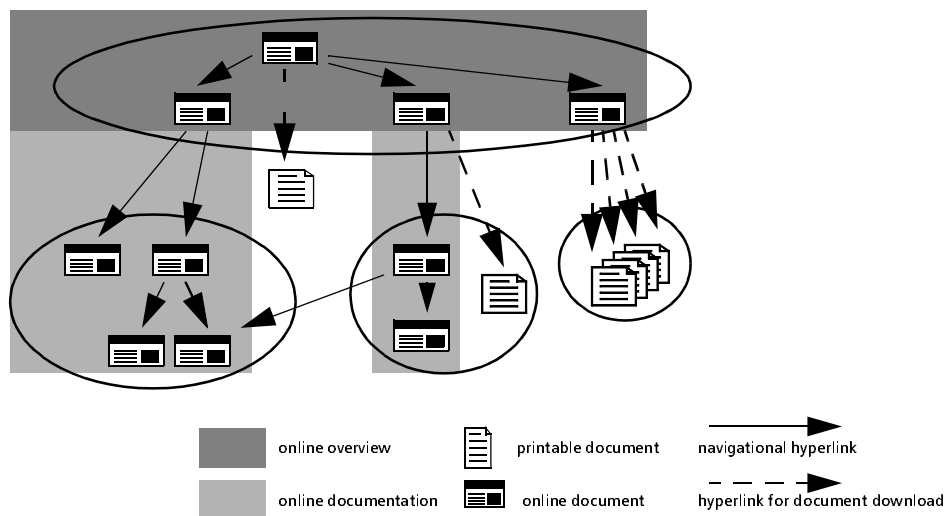 online overview
printable document
navigational hyperlink
online documentation
online document
hyperlink for document download